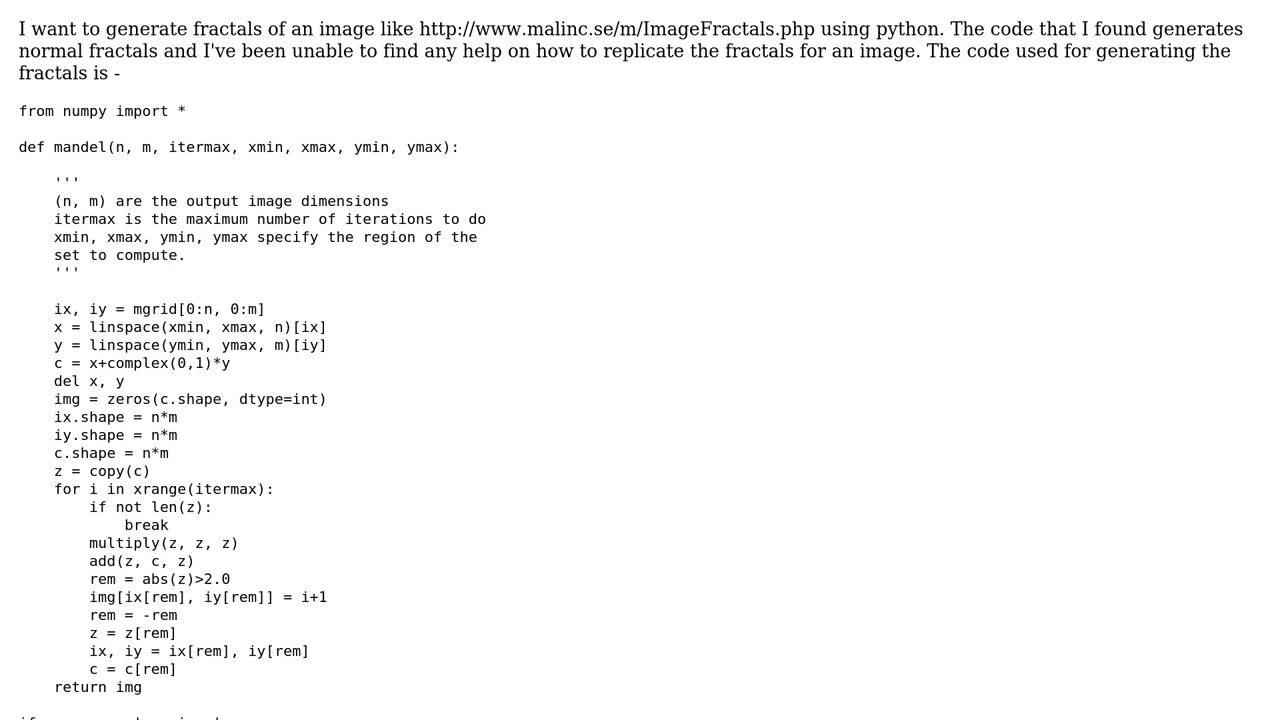 I want to generate fractals of an image like http://www.malinc.se/m/ImageFractals.php using python. The code that I found generates
normal fractals and I've been unable to find any help on how to replicate the fractals for an image. The code used for generating the
fractals is -
from numpy import *
def mandel(n, m, itermax, xmin, xmax, ymin, ymax):
    '''
    (n, m) are the output image dimensions
    itermax is the maximum number of iterations to do
    xmin, xmax, ymin, ymax specify the region of the
    set to compute.
    '''
    ix, iy = mgrid[0:n, 0:m]
    x = linspace(xmin, xmax, n)[ix]
    y = linspace(ymin, ymax, m)[iy]
    c = x+complex(0,1)*y
    del x, y
    img = zeros(c.shape, dtype=int)
    ix.shape = n*m
    iy.shape = n*m
    c.shape = n*m
    z = copy(c)
    for i in xrange(itermax):
        if not len(z):
            break
        multiply(z, z, z)
        add(z, c, z)
        rem = abs(z)>2.0
        img[ix[rem], iy[rem]] = i+1
        rem = -rem
        z = z[rem]
        ix, iy = ix[rem], iy[rem]
        c = c[rem]
    return img